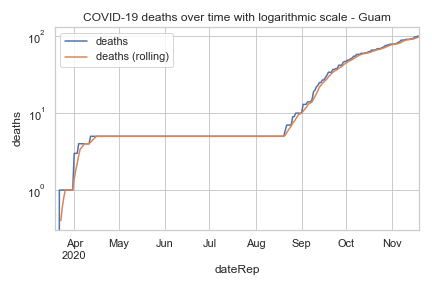 COVID-19 deaths over time with logarithmic scale - Guam
deaths
deaths (rolling)
10²
10¹
10⁰
deaths
Apr
2020
May
Jun
Jul
Aug
Sep
Oct
Nov
dateRep